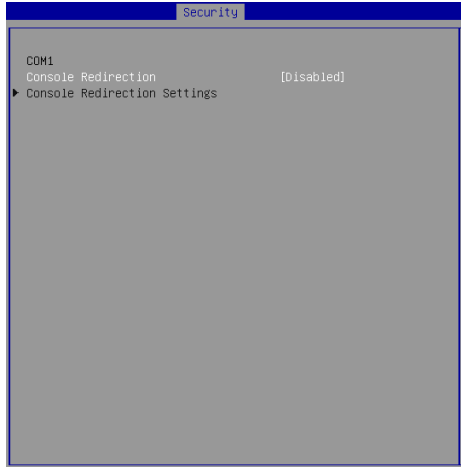 Security
COM1
Console Redirection [Disabled]
Console Redirection Settings